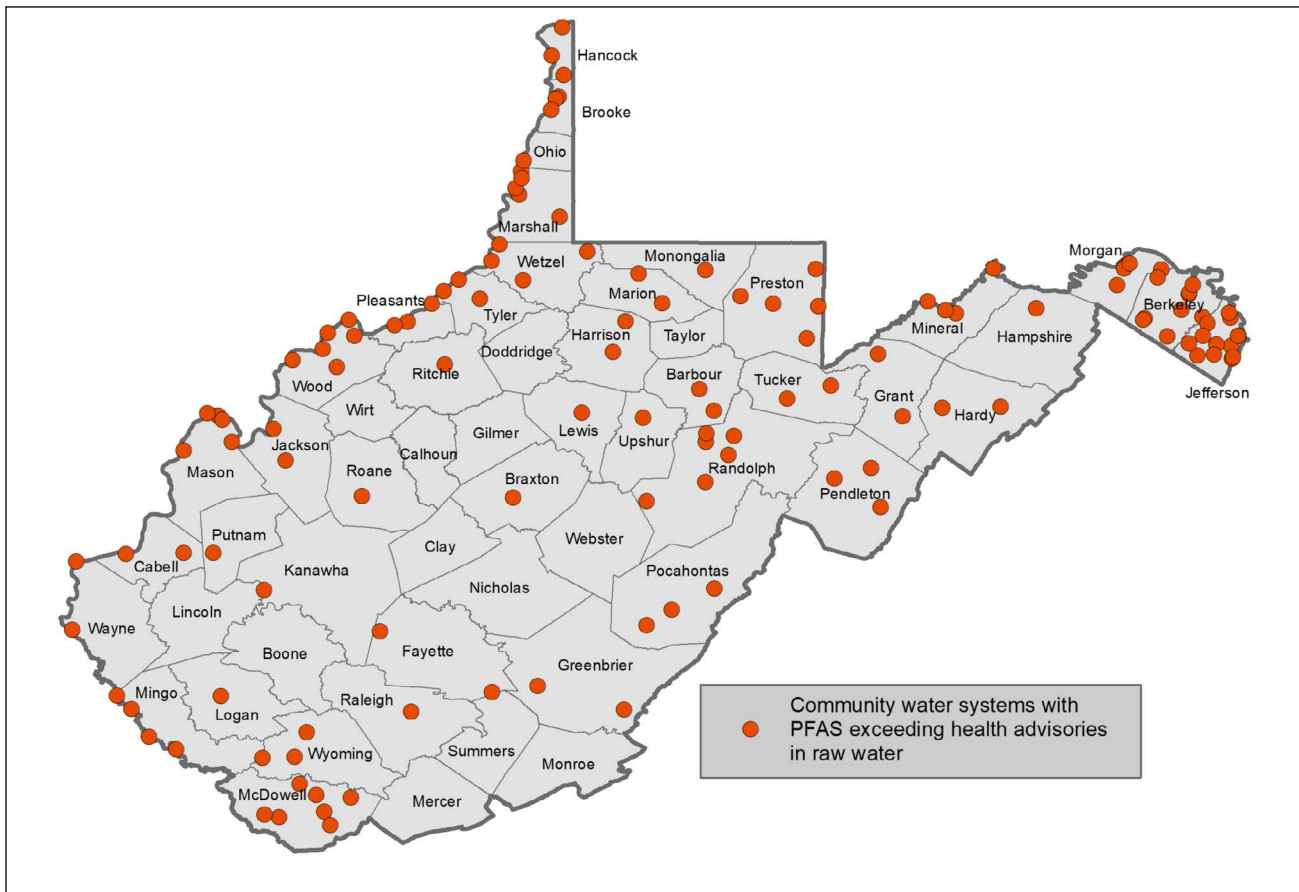 Hancock
Brooke
Ohio
Marshall
Wetzel
Monongalia
Morgan
Pleasants
Tyler
Marion
Preston
Berkeley
Mineral
Hampshire
Doddridge
Harrison
Taylor
Wood
Ritchie
Barbour
Tucker
Jefferson
Wirt
Grant
Hardy
Jackson
Calhoun
Gilmer
Lewis
Upshur
Mason
Roane
Braxton
Randolph
Pendleton
Putnam
Clay
Webster
Cabell
Kanawha
Pocahontas
Nicholas
Lincoln
Wayne
Boone
Fayette
Greenbrier
Mingo
Raleigh
Logan
Community water systems with
PFAS exceeding health advisories
in raw water
Wyoming
Summers
Monroe
McDowell
Mercer